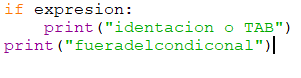 if expresion:
    print("identacion o TAB")
print("fueradelcondiconal")